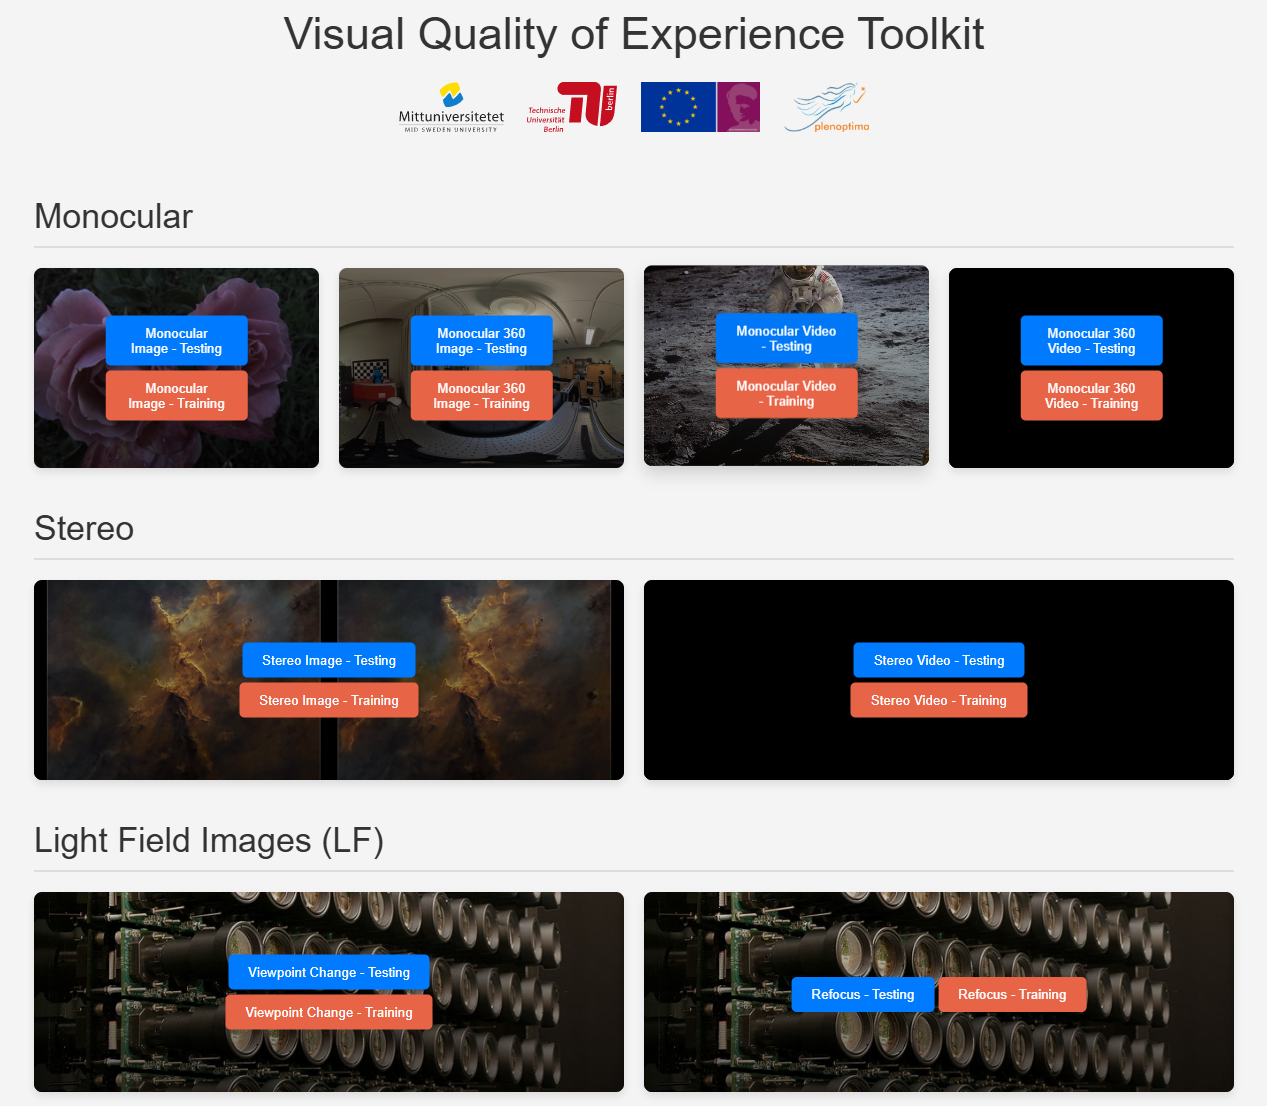 Visual Quality of Experience Toolkit
Mittuniversitetet
MID SWEDEN UNIVERSITY
Technische
Universität
Berlin
berlin
plenoptima
Monocular
Monocular
Image - Testing
Monocular
Image - Training
Monocular 360
Image - Testing
Monocular 360
Image - Training
Monocular Video
- Testing
Monocular Video
- Training
Monocular 360
Video - Testing
Monocular 360
Video - Training
Stereo
Stereo Image - Testing
Stereo Image - Training
Stereo Video - Testing
Stereo Video - Training
Light Field Images (LF)
Viewpoint Change - Testing
Viewpoint Change - Training
Refocus - Testing
Refocus - Training